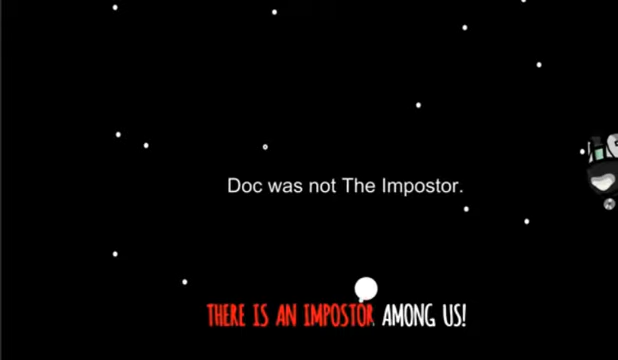 Doc was not The Impostor.
THERE IS AN IMPOSTOR AMONG US!